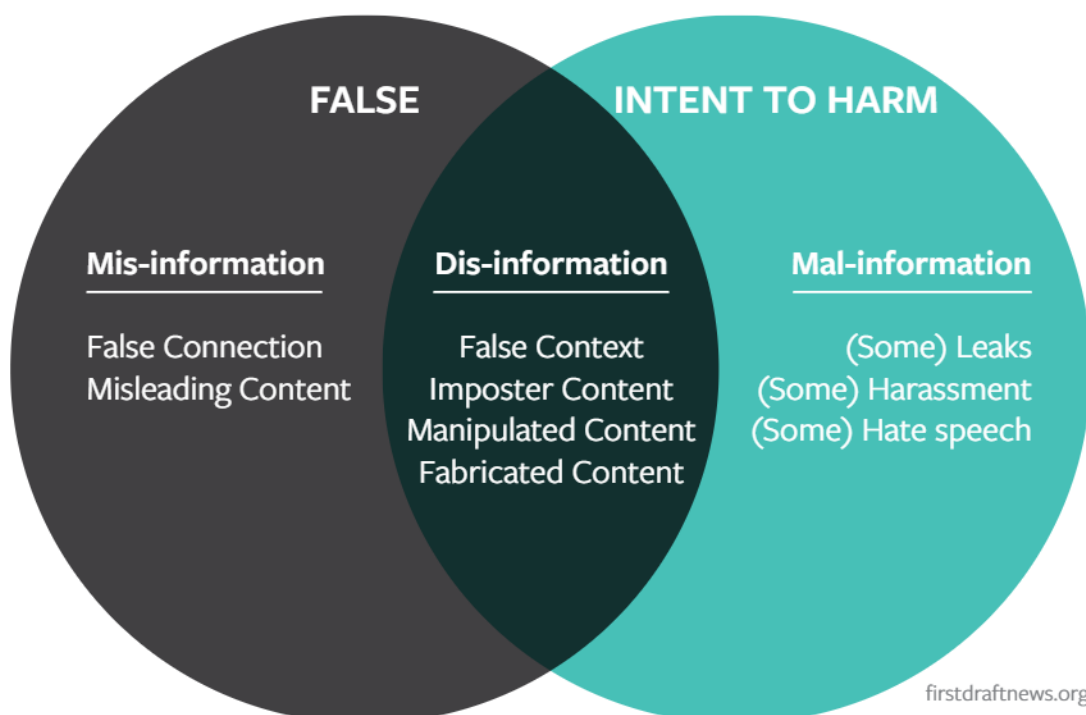 FALSE
INTENT TO HARM
Mis-information
False Connection
Misleading Content
Dis-information
False Context
Imposter Content
Manipulated Content
Fabricated Content
Mal-information
(Some) Leaks
(Some) Harassment
(Some) Hate speech
firstdraftnews.org